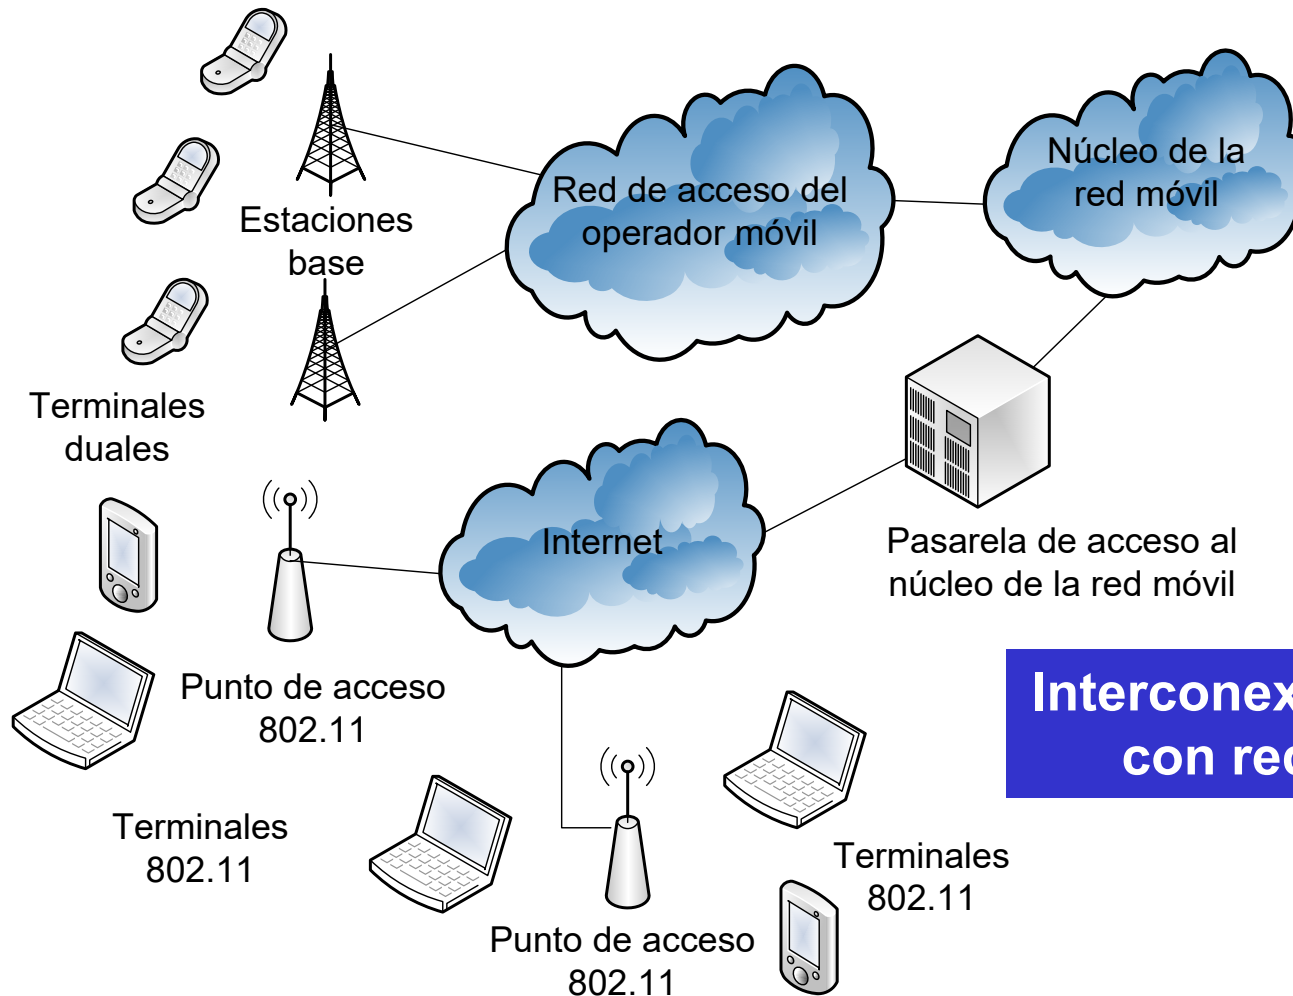 Estaciones
base
Red de acceso del
operador móvil
Núcleo de la
red móvil
Terminales
duales
Internet
Pasarela de acceso al
núcleo de la red móvil
Punto de acceso
802.11
Terminales
802.11
Punto de acceso
802.11
Terminales
802.11
con